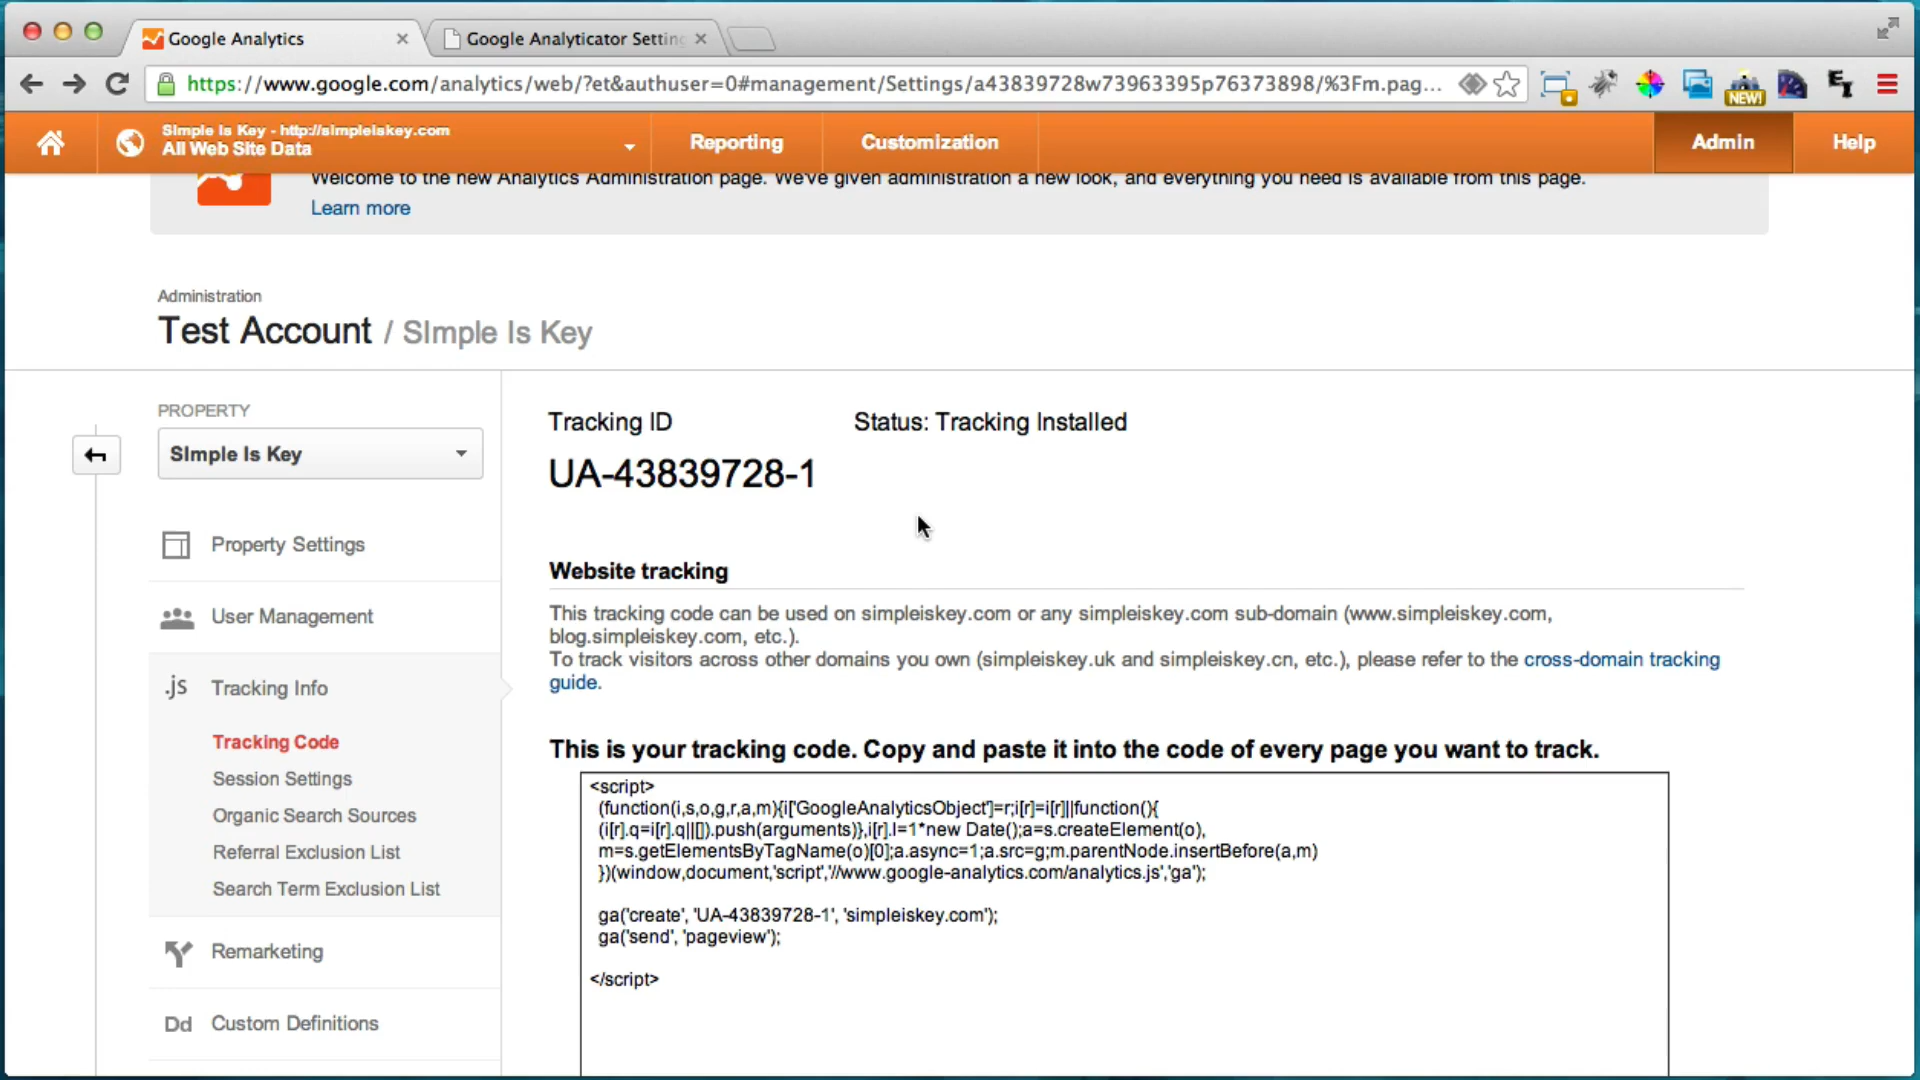 Google Analytics
Google Analyticator Settin
https://www.google.com/analytics/web/?et&authuser=0#management/Settings/a43839728w73963395p76373898/%3Fm.pag...
NEW!
SImple Is Key - http://simpleiskey.com
All Web Site Data
Reporting
Customization
Admin
Help
Welcome to the new Analytics Administration page. We've given administration a new look, and everything you need is available from this page.
Learn more
Administration
Test Account / SImple Is Key
PROPERTY
SImple Is Key
Property Settings
User Management
.js Tracking Info
Tracking Code
Session Settings
Organic Search Sources
Referral Exclusion List
Search Term Exclusion List
Remarketing
Dd Custom Definitions
Tracking ID
Status: Tracking Installed
UA-43839728-1
Website tracking
This tracking code can be used on simpleiskey.com or any simpleiskey.com sub-domain (www.simpleiskey.com,
blog.simpleiskey.com, etc.).
To track visitors across other domains you own (simpleiskey.uk and simpleiskey.cn, etc.), please refer to the cross-domain tracking
guide.
This is your tracking code. Copy and paste it into the code of every page you want to track.
<script>
(function(i,s,o,g,r,a,m){i['GoogleAnalyticsObject']=r;i[r]=i[r]||function(){
(i[r].q=i[r].q||[]).push(arguments)},i[r].l=1*new Date();a=s.createElement(o),
m=s.getElementsByTagName(o)[0];a.async=1;a.src=g;m.parentNode.insertBefore(a,m)
})(window,document,'script','//www.google-analytics.com/analytics.js','ga');
ga('create', 'UA-43839728-1', 'simpleiskey.com');
ga('send', 'pageview');
</script>